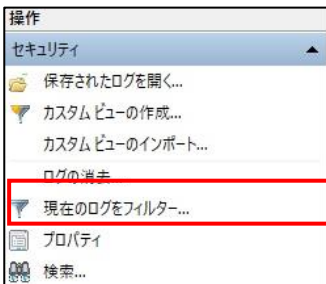 操作
セキュリティ
保存されたログを開く...
カスタム ビューの作成...
カスタム ビューのインポート...
ログの消去...
現在のログをフィルター...
プロパティ
検索...